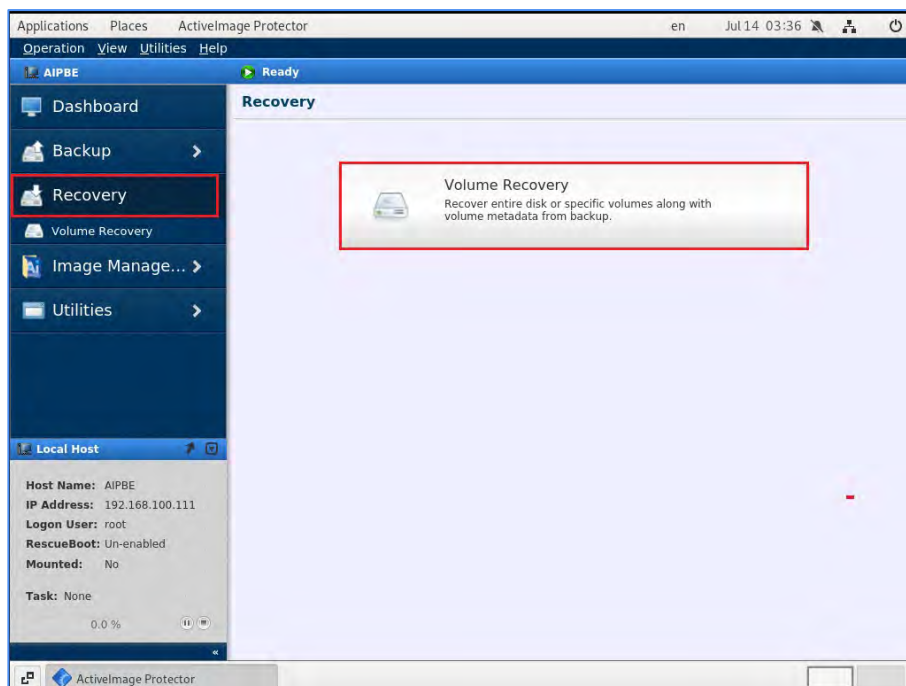 Applications Places ActiveImage Protector en Jul 14 03:36
Operation View Utilities Help
AIPBE Ready
Dashboard
Recovery
Backup
Recovery
Volume Recovery
Image Manage...
Utilities
Volume Recovery
Recover entire disk or specific volumes along with
volume metadata from backup.
Local Host
Host Name: AIPBE
IP Address: 192.168.100.111
Logon User: root
RescueBoot: Un-enabled
Mounted: No
Task: None
0.0 %
ActiveImage Protector